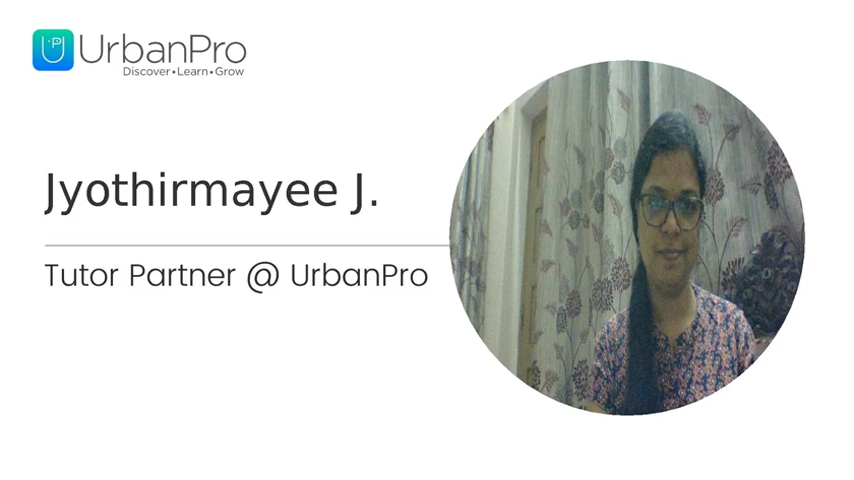 UrbanPro
Discover•Learn•Grow
Jyothirmayee J.
Tutor Partner @ UrbanPro